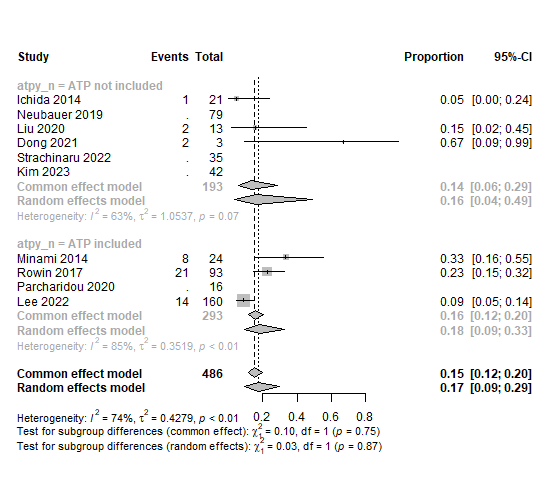 Study Events Total Proportion 95%-CI
atpy_n = ATP not included
Ichida 2014 1 21 0.05 [0.00; 0.24]
Neubauer 2019 . 79
Liu 2020 2 13 0.15 [0.02; 0.45]
Dong 2021 2 3 0.67 [0.09; 0.99]
Strachinaru 2022 . 35
Kim 2023 . 42
Common effect model 193 0.14 [0.06; 0.29]
Random effects model 0.16 [0.04; 0.49]
Heterogeneity: I² = 63%, τ² = 1.0537, p = 0.07
atpy_n = ATP included
Minami 2014 8 24 0.33 [0.16; 0.55]
Rowin 2017 21 93 0.23 [0.15; 0.32]
Parcharidou 2020 . 16
Lee 2022 14 160 0.09 [0.05; 0.14]
Common effect model 293 0.16 [0.12; 0.20]
Random effects model 0.18 [0.09; 0.33]
Heterogeneity: I² = 85%, τ² = 0.3519, p < 0.01
Common effect model 486 0.15 [0.12; 0.20]
Random effects model 0.17 [0.09; 0.29]
0.2 0.4 0.6 0.8
Heterogeneity: I² = 74%, τ² = 0.4279, p < 0.01
Test for subgroup differences (common effect): χ₁² = 0.10, df = 1 (p = 0.75)
Test for subgroup differences (random effects): χ₁² = 0.03, df = 1 (p = 0.87)